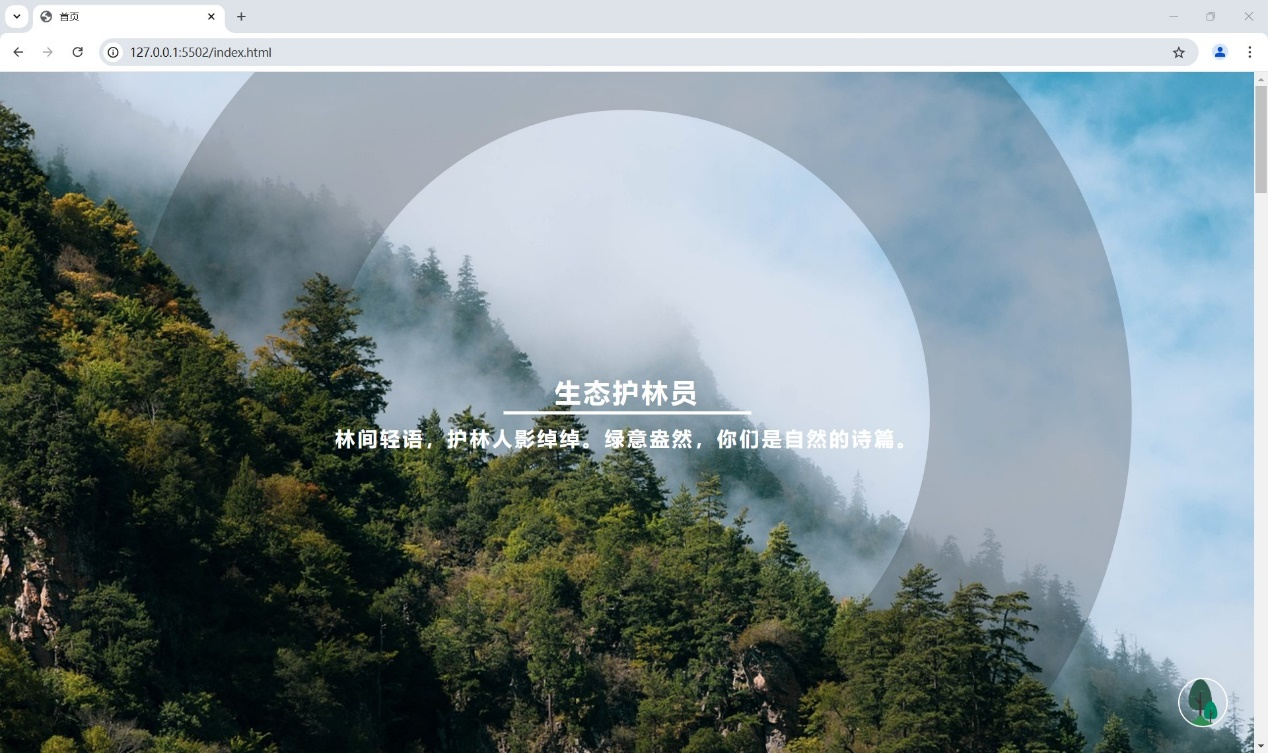 首页
127.0.0.1:5502/index.html
生态护林员
林间轻语，护林人影绰绰。绿意盎然，你们是自然的诗篇。